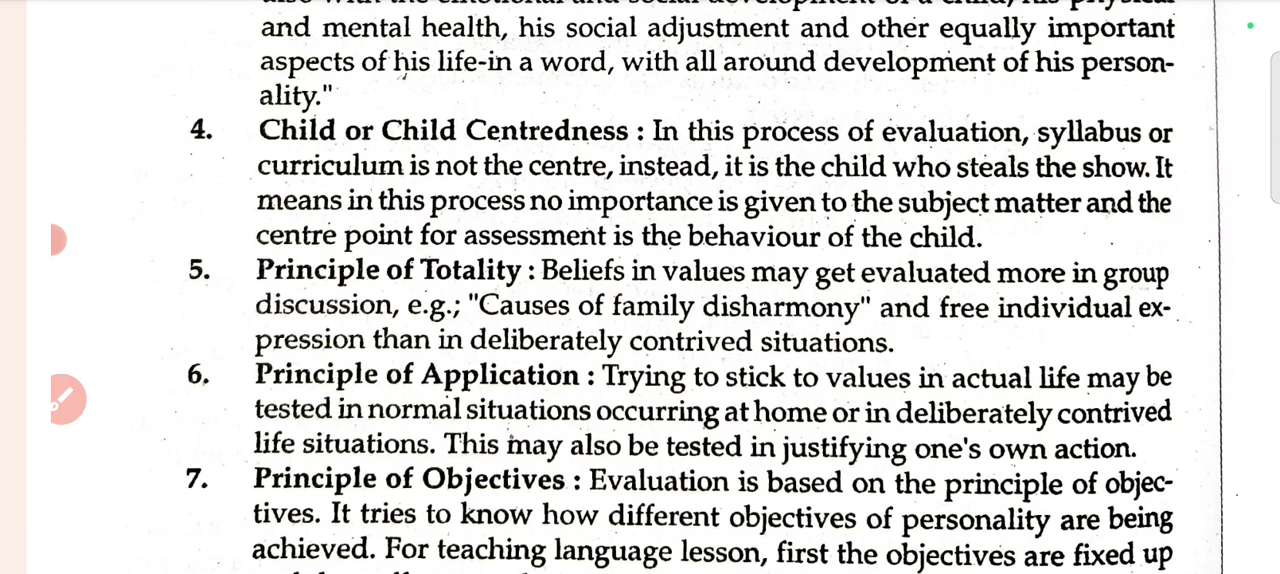 and mental health, his social adjustment and other equally important
aspects of his life-in a word, with all around development of his person-
ality."
4. Child or Child Centredness : In this process of evaluation, syllabus or
curriculum is not the centre, instead, it is the child who steals the show. It
means in this process no importance is given to the subject matter and the
centre point for assessment is the behaviour of the child.
5. Principle of Totality : Beliefs in values may get evaluated more in group
discussion, e.g.; "Causes of family disharmony" and free individual ex-
pression than in deliberately contrived situations.
6. Principle of Application : Trying to stick to values in actual life may be
tested in normal situations occurring at home or in deliberately contrived
life situations. This may also be tested in justifying one's own action.
7. Principle of Objectives : Evaluation is based on the principle of objec-
tives. It tries to know how different objectives of personality are being
achieved. For teaching language lesson, first the objectives are fixed up